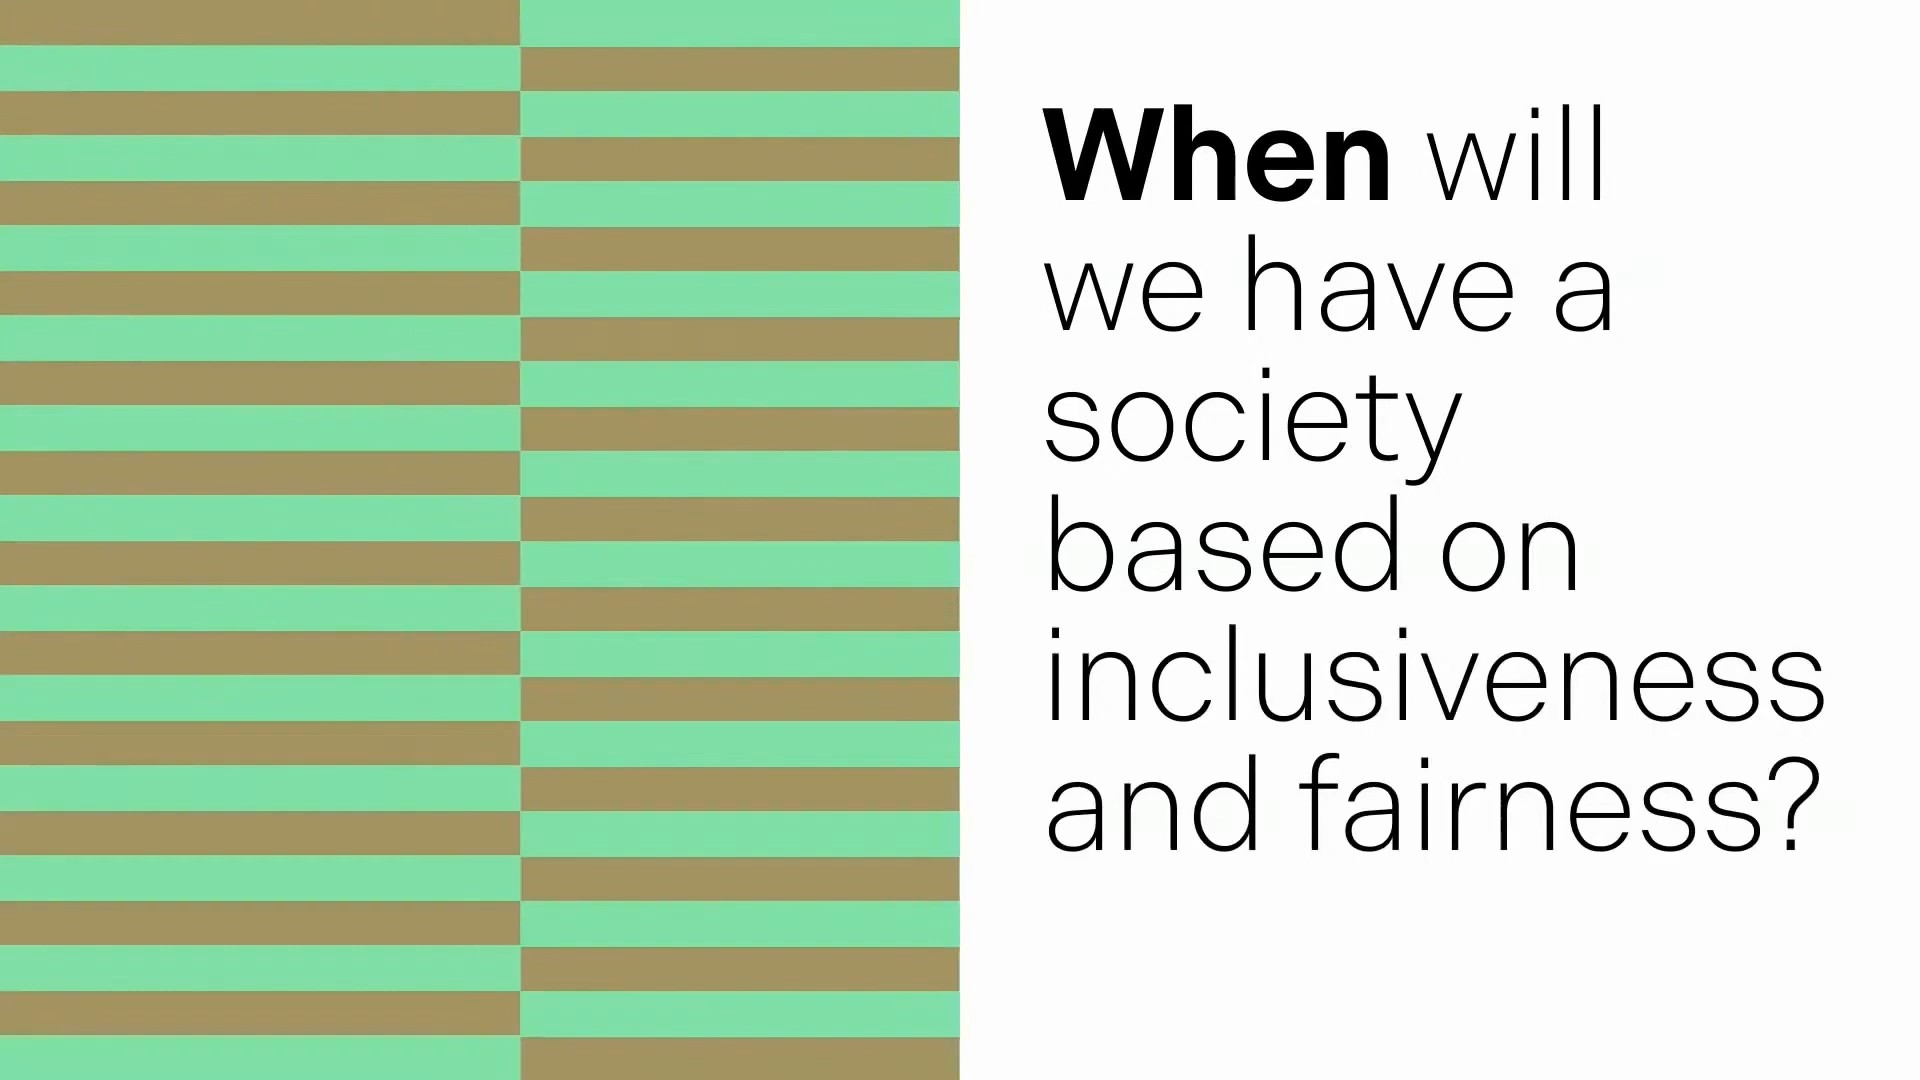 When will
we have a
society
based on
inclusiveness
and fairness?